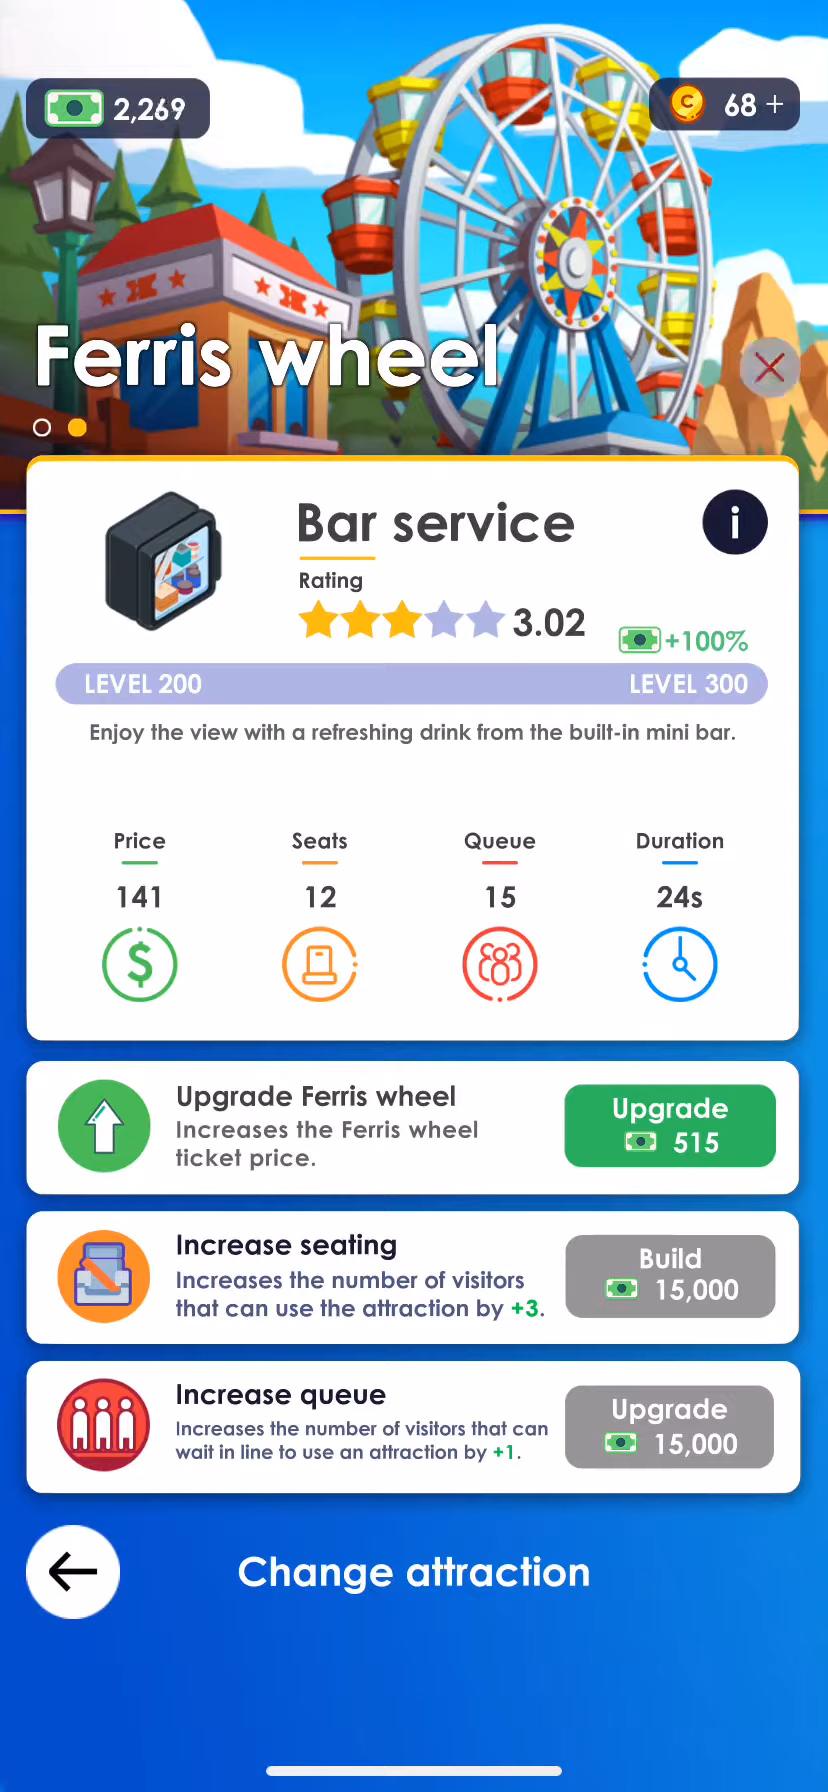 2,269
68 +
Ferris wheel
Bar service
i
Rating
3.02
+100%
LEVEL 200 LEVEL 300
Enjoy the view with a refreshing drink from the built-in mini bar.
Price Seats Queue Duration
141 12 15 24s
Upgrade Ferris wheel
Increases the Ferris wheel
ticket price.
Upgrade
515
Increase seating
Increases the number of visitors
that can use the attraction by +3.
Build
15,000
Increase queue
Increases the number of visitors that can
wait in line to use an attraction by +1.
Upgrade
15,000
Change attraction